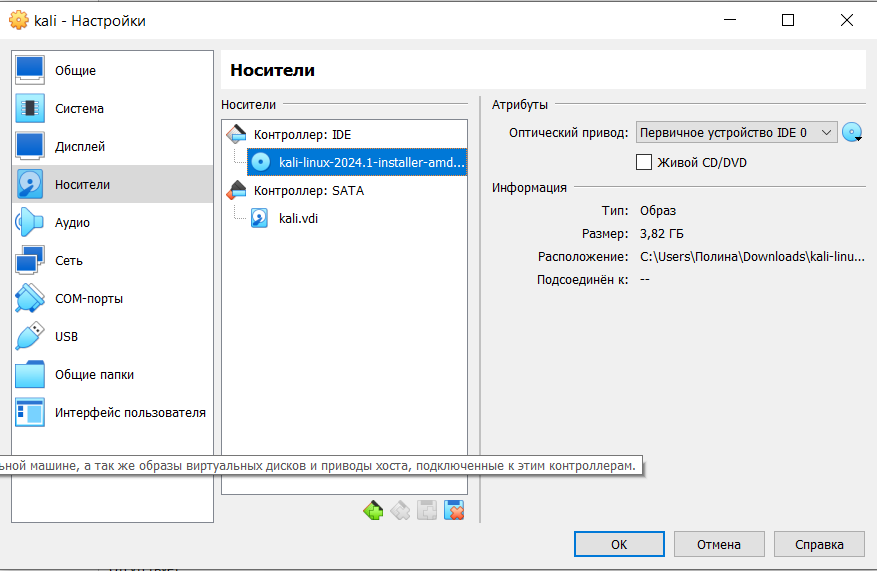 kali - Настройки
Общие
Система
Дисплей
Носители
Аудио
Сеть
COM-порты
USB
Общие папки
Интерфейс пользователя
Носители
Носители
Контроллер: IDE
kali-linux-2024.1-installer-amd...
Контроллер: SATA
kali.vdi
Атрибуты
Оптический привод: Первичное устройство IDE 0
Живой CD/DVD
Информация
Тип: Образ
Размер: 3,82 ГБ
Расположение: C:\Users\Полина\Downloads\kali-linu...
Подсоединён к: --
машине, а так же образы виртуальных дисков и приводы хоста, подключенные к этим контроллерам.
OK
Отмена
Справка